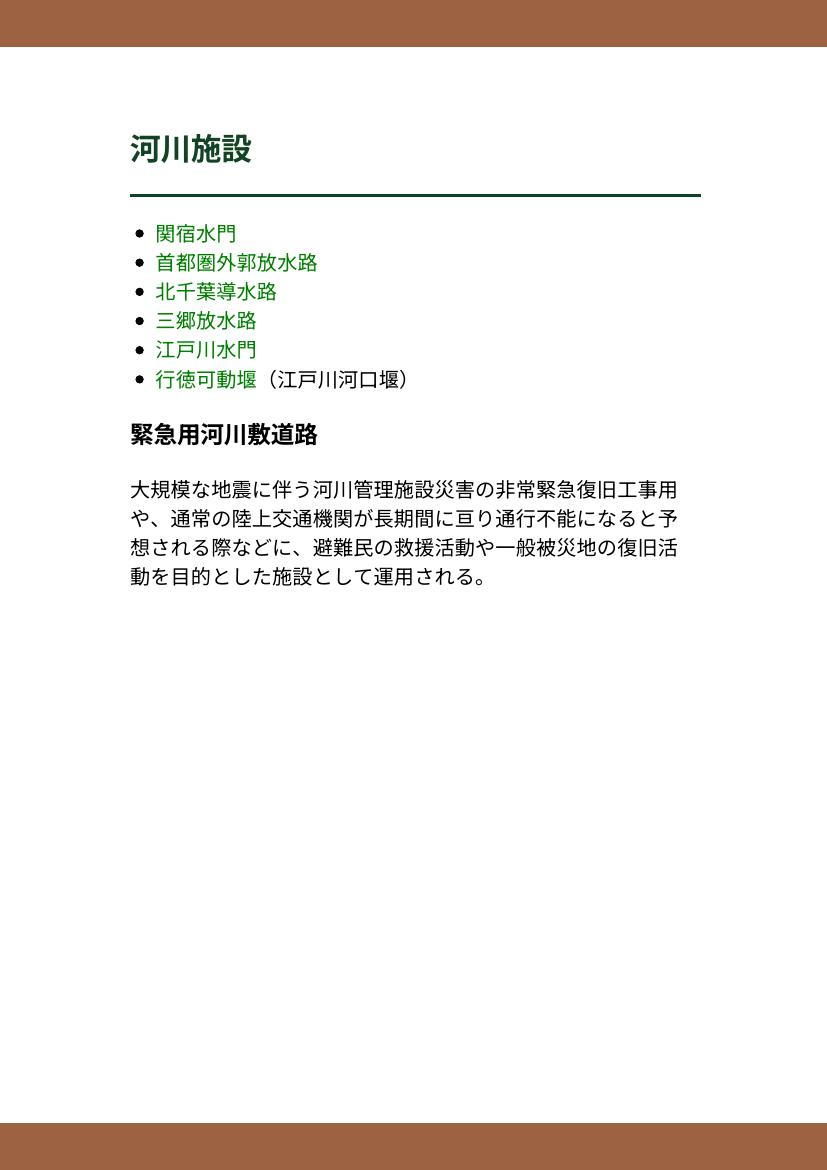 河川施設
関宿水門
首都圏外郭放水路
北千葉導水路
三郷放水路
江戸川水門
行徳可動堰（江戸川河口堰）
緊急用河川敷道路
大規模な地震に伴う河川管理施設災害の非常緊急復旧工事用
や、通常の陸上交通機関が長期間に亘り通行不能になると予
想される際などに、避難民の救援活動や一般被災地の復旧活
動を目的とした施設として運用される。